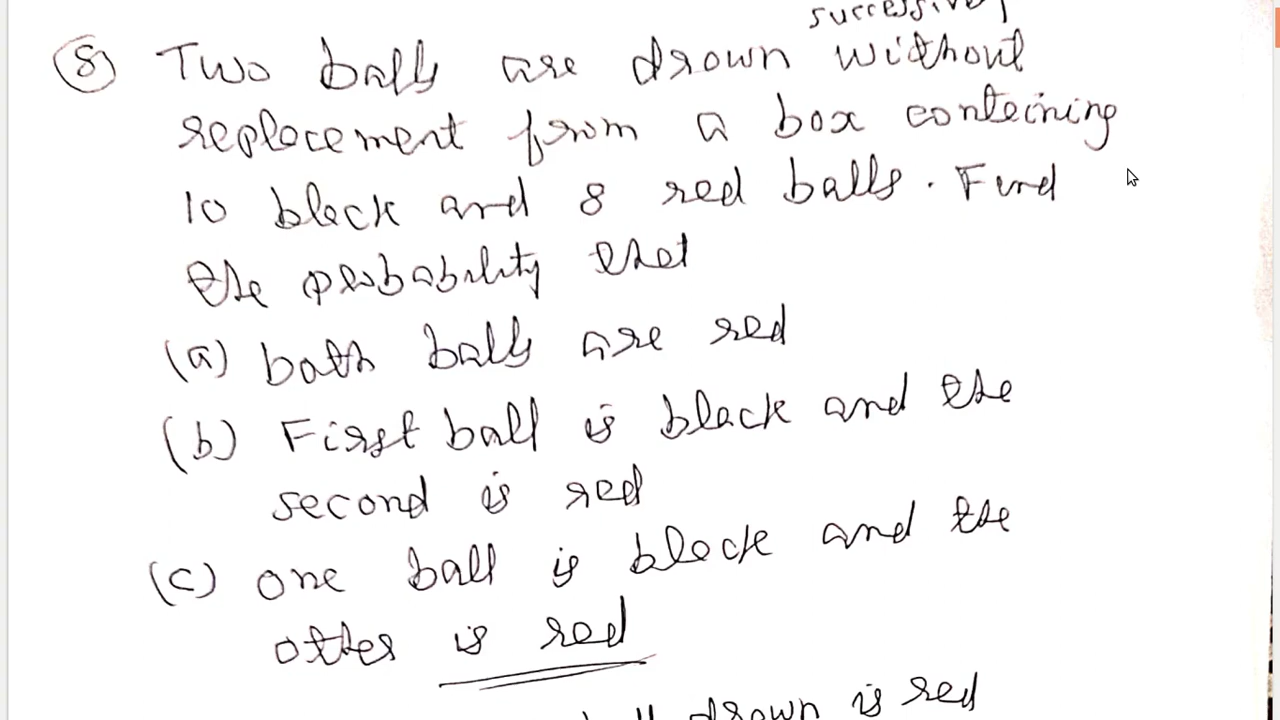 successively
(8) Two balls are drawn without
replacement from a box containing
10 black and 8 red balls. Find
the probability that
(a) both balls are red
(b) First ball is black and the
second is red
(c) one ball is black and the
other is red
drawn is red